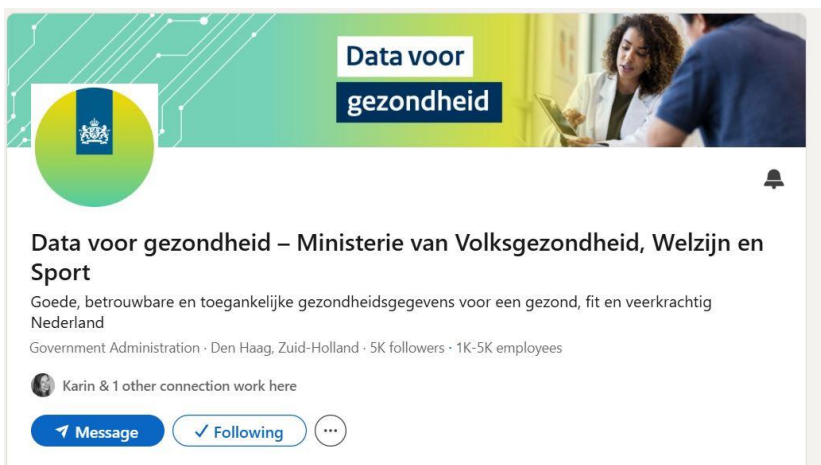 Data voor
gezondheid
Data voor gezondheid – Ministerie van Volksgezondheid, Welzijn en
Sport
Goede, betrouwbare en toegankelijke gezondheidsgegevens voor een gezond, fit en veerkrachtig
Nederland
Government Administration · Den Haag, Zuid-Holland · 5K followers · 1K-5K employees
Karin & 1 other connection work here
Message
Following